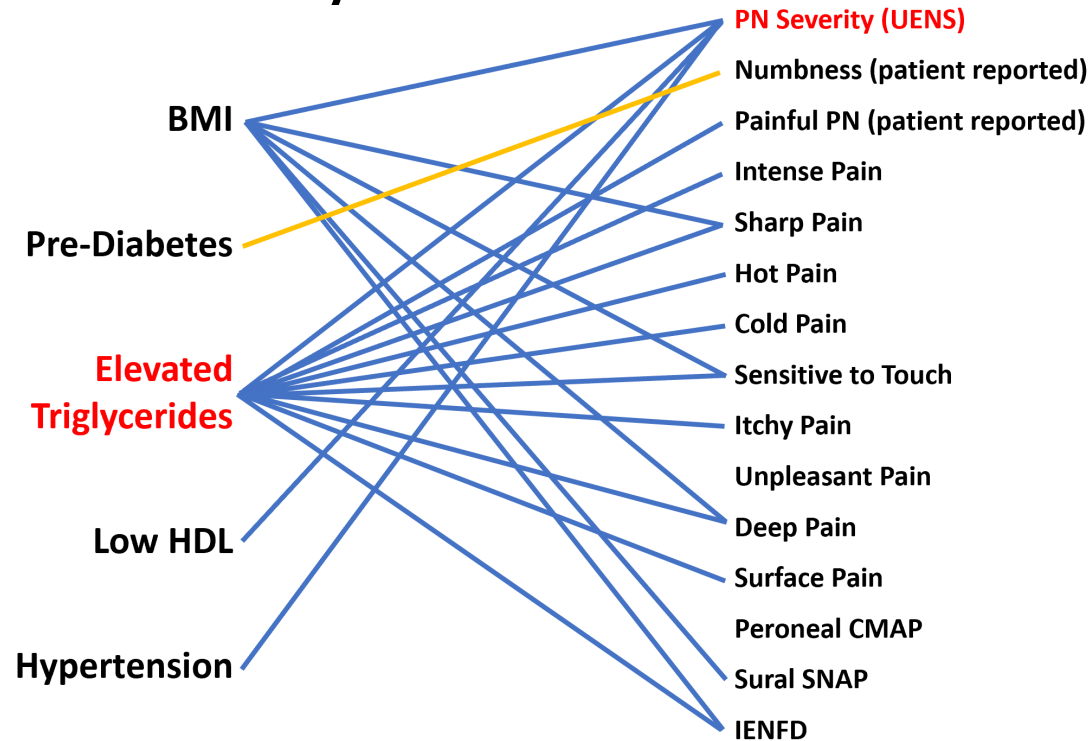 PN Severity (UENS)
Numbness (patient reported)
BMI
Painful PN (patient reported)
Intense Pain
Sharp Pain
Pre-Diabetes
Hot Pain
Cold Pain
Elevated
Triglycerides
Sensitive to Touch
Itchy Pain
Unpleasant Pain
Deep Pain
Low HDL
Surface Pain
Peroneal CMAP
Hypertension
Sural SNAP
IENFD